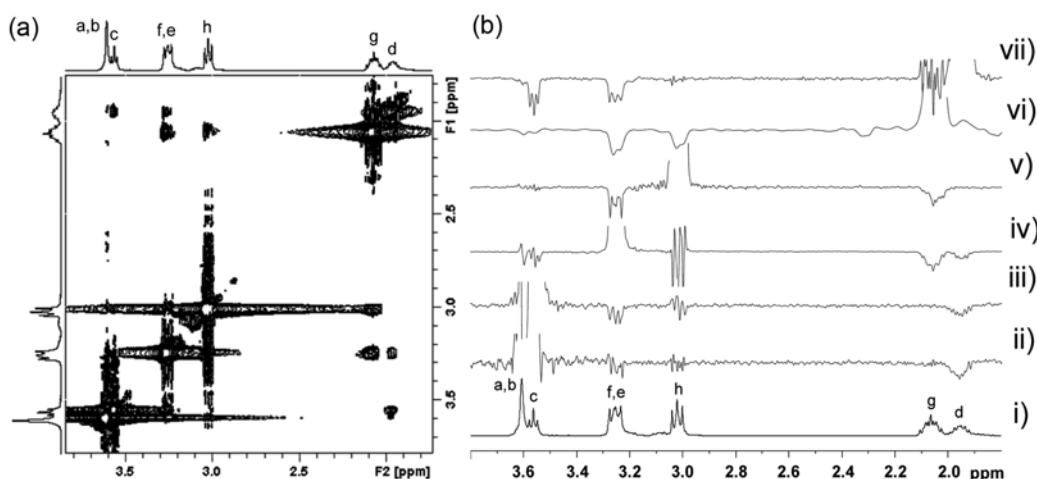 (a)
a,b
c
f,e
h
g
d
F1 [ppm]
2.5
3.0
3.5
3.5
3.0
2.5
F2 [ppm]
(b)
vii)
vi)
v)
iv)
iii)
ii)
i)
a,b
c
f,e
h
g
d
3.6
3.4
3.2
3.0
2.8
2.6
2.4
2.2
2.0
ppm